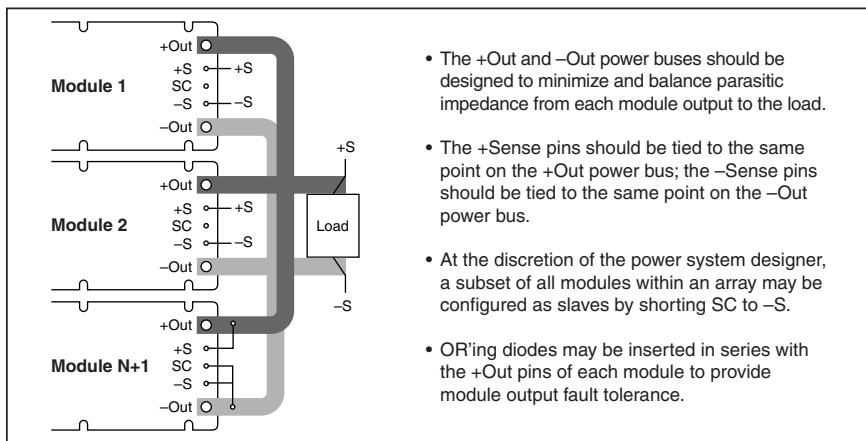 +Out
+S
+S
Module 1
SC
–S
–S
–Out
+Out
+S
+S
Module 2
SC
–S
–S
–Out
+Out
+S
Module N+1
SC
–S
–Out
+S
Load
–S
• The +Out and –Out power buses should be
designed to minimize and balance parasitic
impedance from each module output to the load.
• The +Sense pins should be tied to the same
point on the +Out power bus; the –Sense pins
should be tied to the same point on the –Out
power bus.
• At the discretion of the power system designer,
a subset of all modules within an array may be
configured as slaves by shorting SC to –S.
• OR'ing diodes may be inserted in series with
the +Out pins of each module to provide
module output fault tolerance.